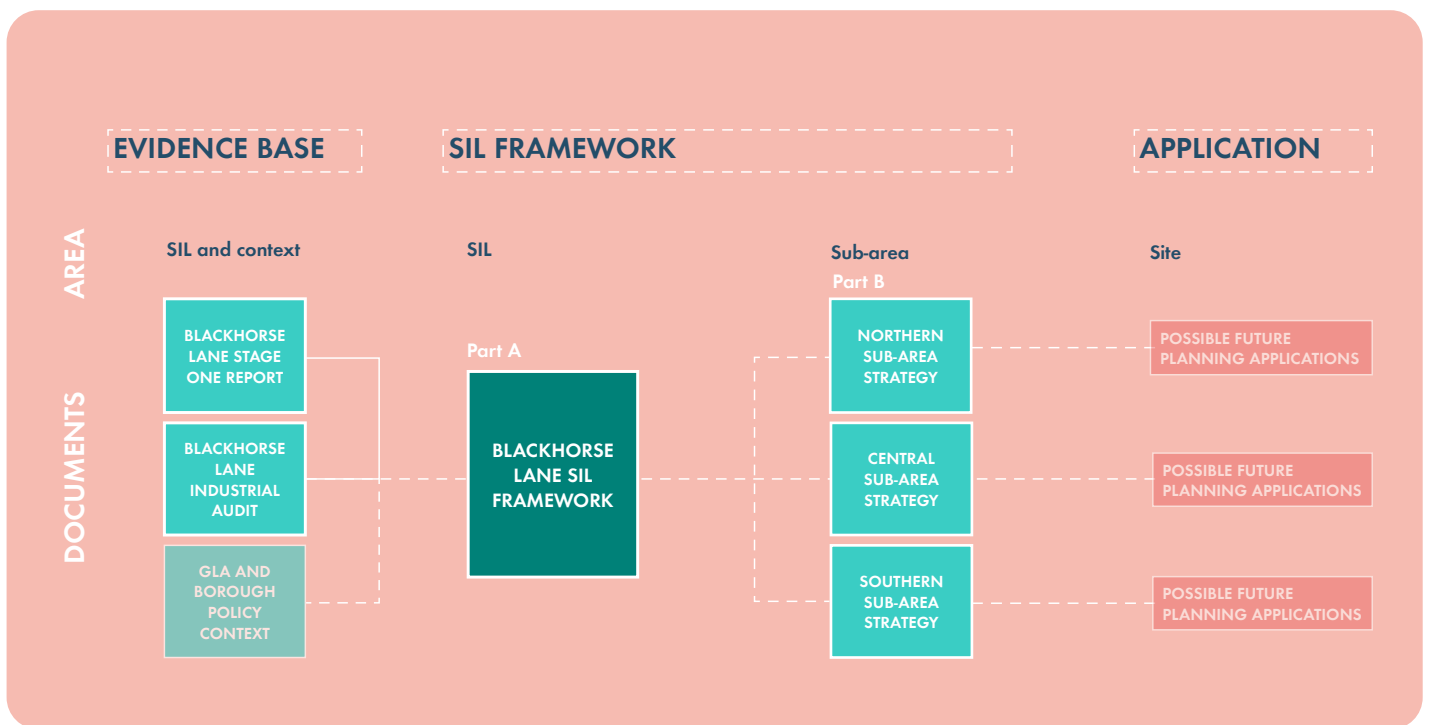 EVIDENCE BASE
SIL FRAMEWORK
APPLICATION
AREA
SIL and context
SIL
Sub-area
Site
Part B
DOCUMENTS
BLACKHORSE
LANE STAGE
ONE REPORT
BLACKHORSE
LANE
INDUSTRIAL
AUDIT
GLA AND
BOROUGH
POLICY
CONTEXT
Part A
BLACKHORSE
LANE SIL
FRAMEWORK
NORTHERN
SUB-AREA
STRATEGY
CENTRAL
SUB-AREA
STRATEGY
SOUTHERN
SUB-AREA
STRATEGY
POSSIBLE FUTURE
PLANNING APPLICATIONS
POSSIBLE FUTURE
PLANNING APPLICATIONS
POSSIBLE FUTURE
PLANNING APPLICATIONS